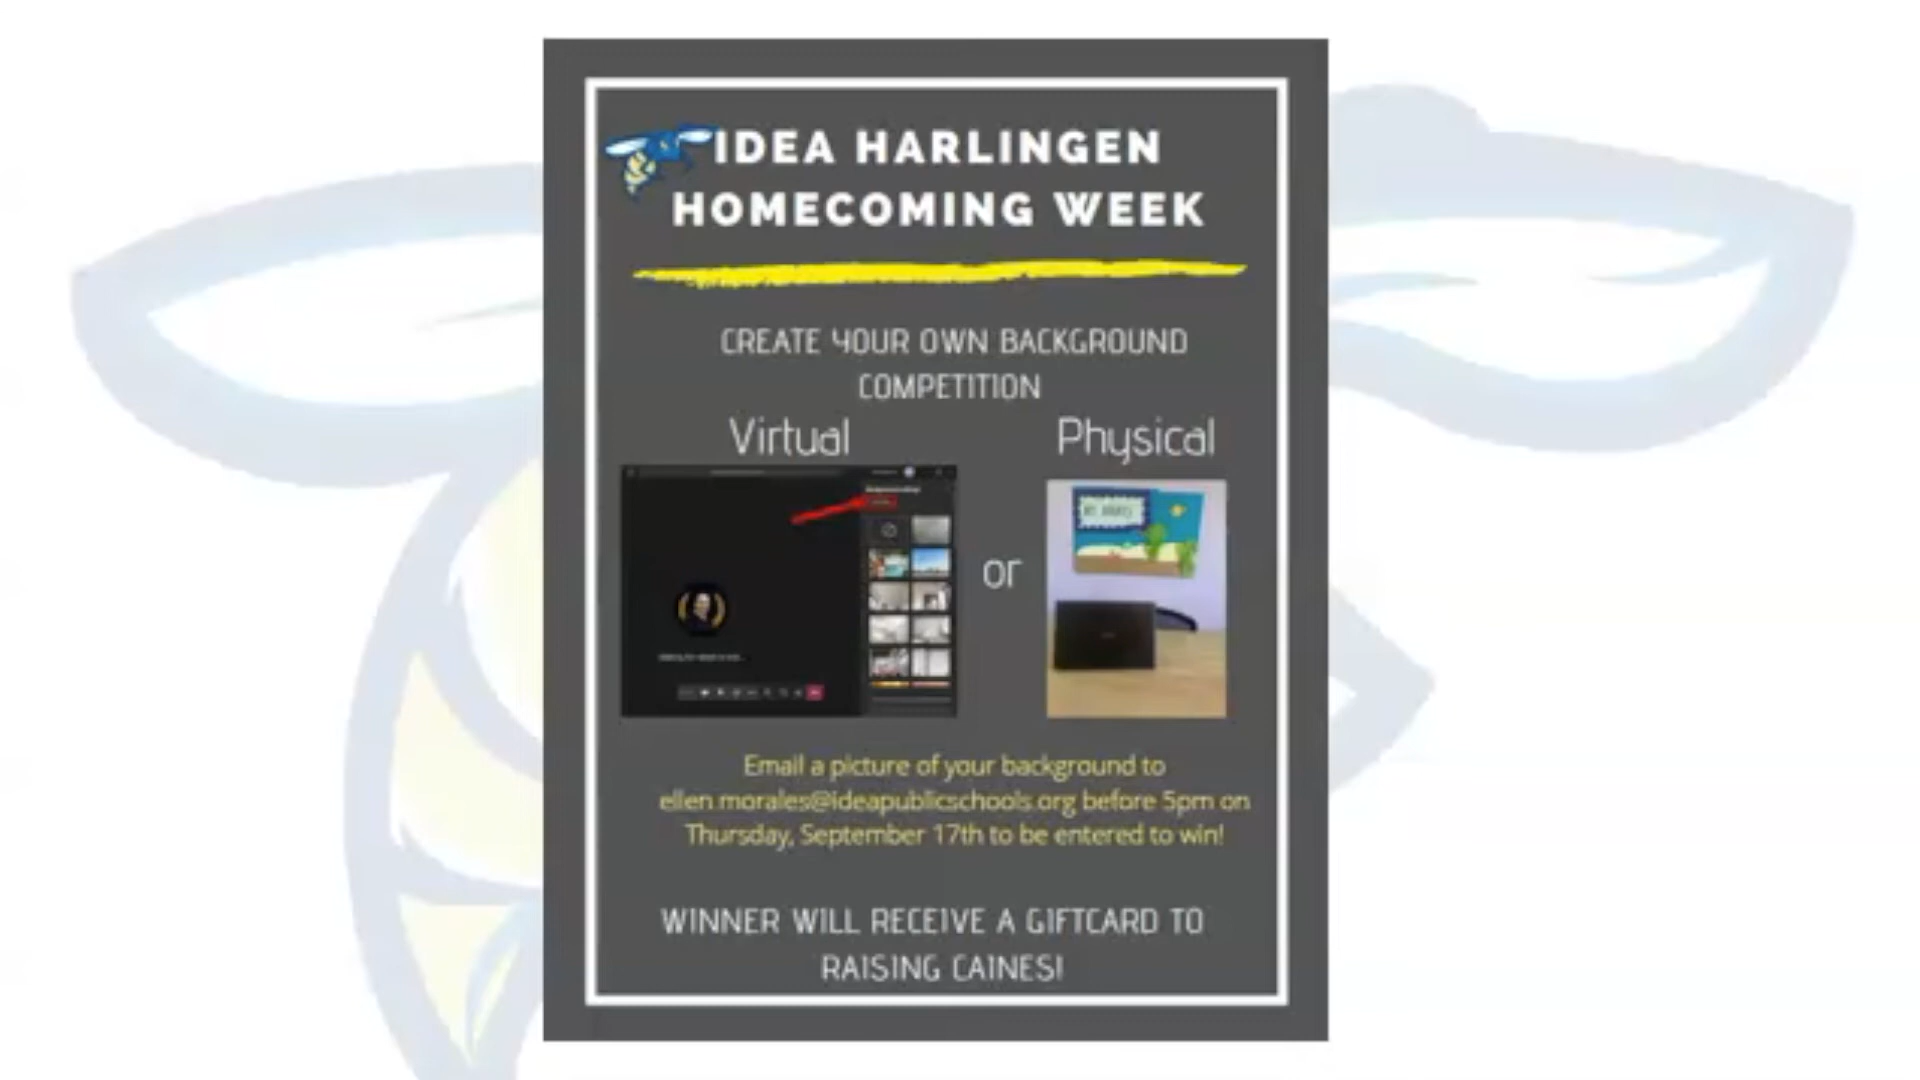 IDEA HARLINGEN
HOMECOMING WEEK
CREATE YOUR OWN BACKGROUND
COMPETITION
Virtual
Physical
or
Email a picture of your background to
ellen.morales@ideapublicschools.org before 5pm on
Thursday, September 17th to be entered to win!
WINNER WILL RECEIVE A GIFTCARD TO
RAISING CAINES!